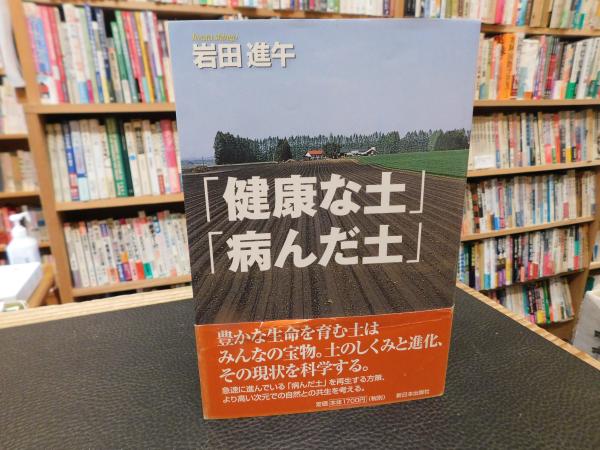 Iwata Shingo
岩田 進午
「健康な土」
「病んだ土」
豊かな生命を育む土は
みんなの宝物。土のしくみと進化、
その現状を科学する。
急速に進んでいる「病んだ土」を再生する方策、
より高い次元での自然との共生を考える。
定価 本体1700円 (税別)
新日本出版社